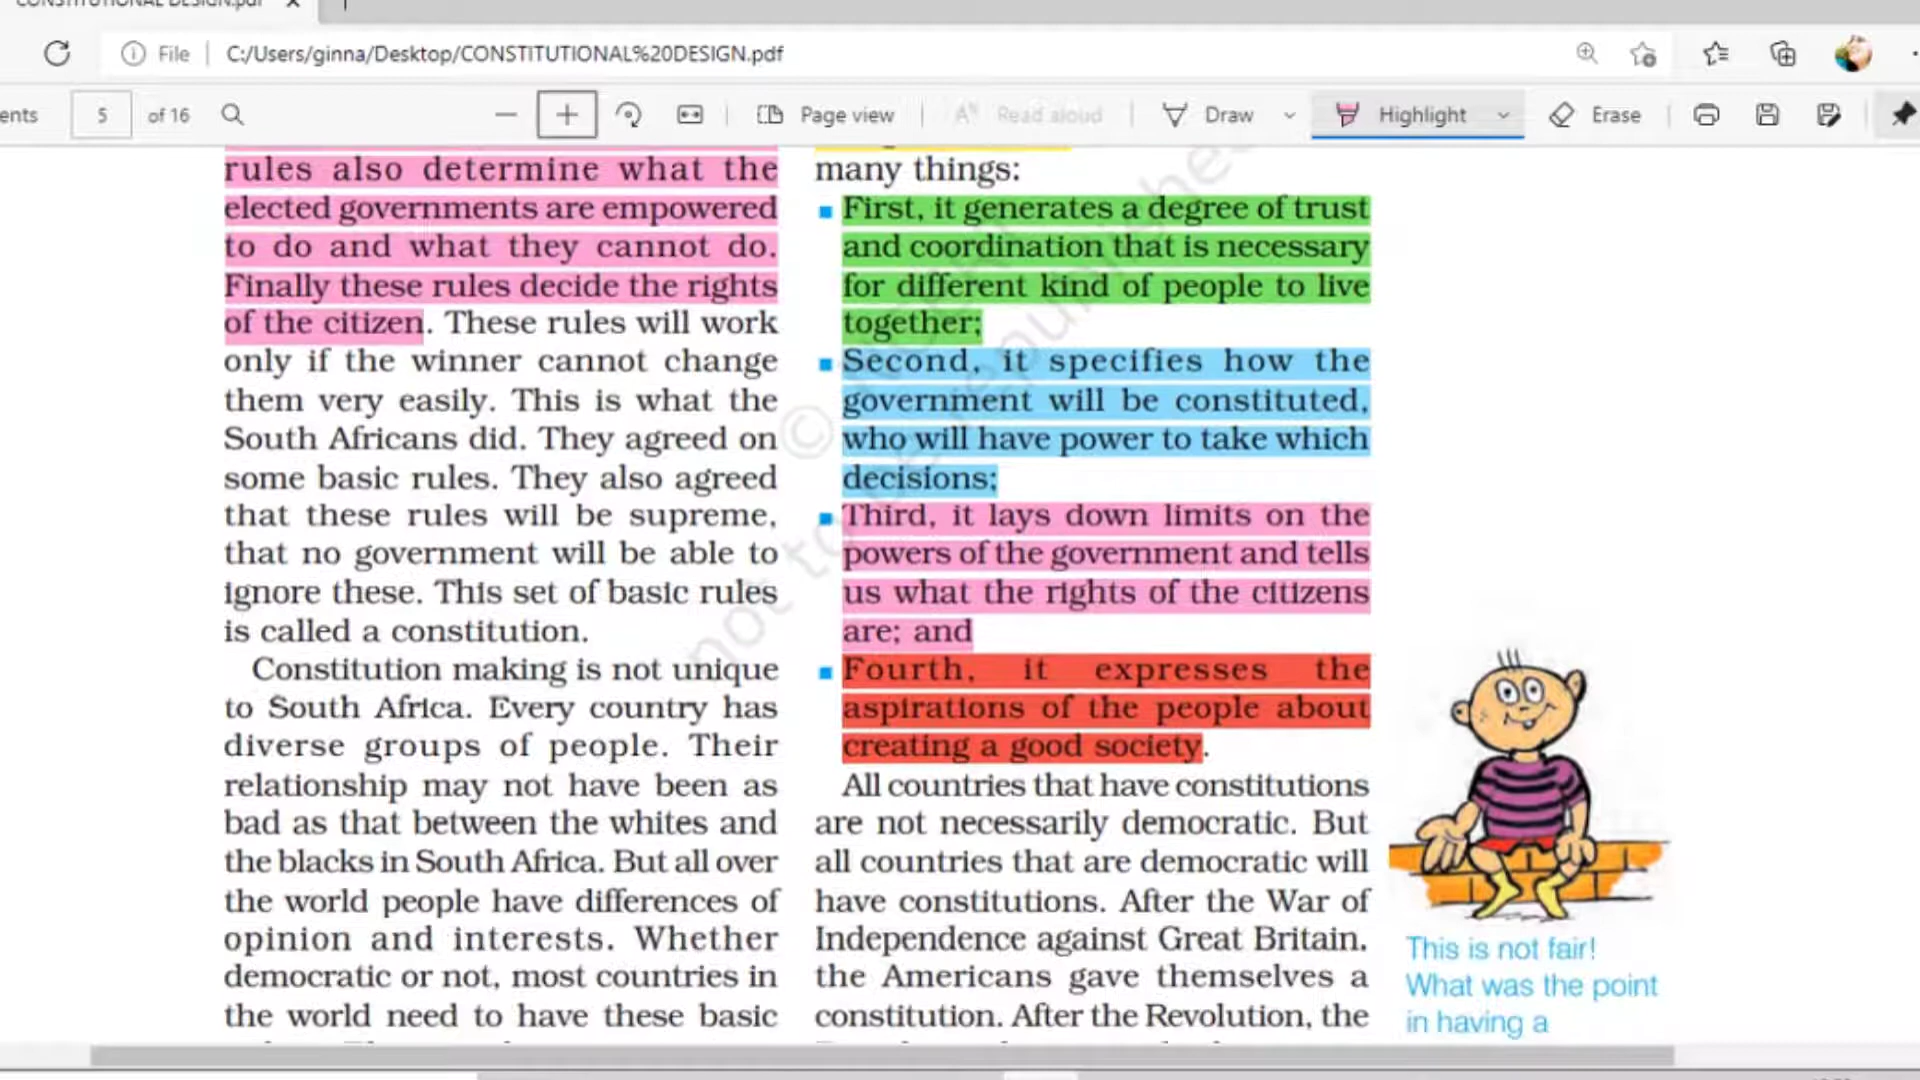 CONSTITUTIONAL DESIGN.pdf
File
C:/Users/ginna/Desktop/CONSTITUTIONAL%20DESIGN.pdf
ents
5
of 16
Page view
Read aloud
Draw
Highlight
Erase
rules also determine what the
elected governments are empowered
to do and what they cannot do.
Finally these rules decide the rights
of the citizen. These rules will work
only if the winner cannot change
them very easily. This is what the
South Africans did. They agreed on
some basic rules. They also agreed
that these rules will be supreme,
that no government will be able to
ignore these. This set of basic rules
is called a constitution.
Constitution making is not unique
to South Africa. Every country has
diverse groups of people. Their
relationship may not have been as
bad as that between the whites and
the blacks in South Africa. But all over
the world people have differences of
opinion and interests. Whether
democratic or not, most countries in
the world need to have these basic
many things:
First, it generates a degree of trust
and coordination that is necessary
for different kind of people to live
together;
Second, it specifies how the
government will be constituted,
who will have power to take which
decisions;
Third, it lays down limits on the
powers of the government and tells
us what the rights of the citizens
are; and
Fourth, it expresses the
aspirations of the people about
creating a good society.
All countries that have constitutions
are not necessarily democratic. But
all countries that are democratic will
have constitutions. After the War of
Independence against Great Britain,
the Americans gave themselves a
constitution. After the Revolution, the
This is not fair!
What was the point
in having a
not to be republished